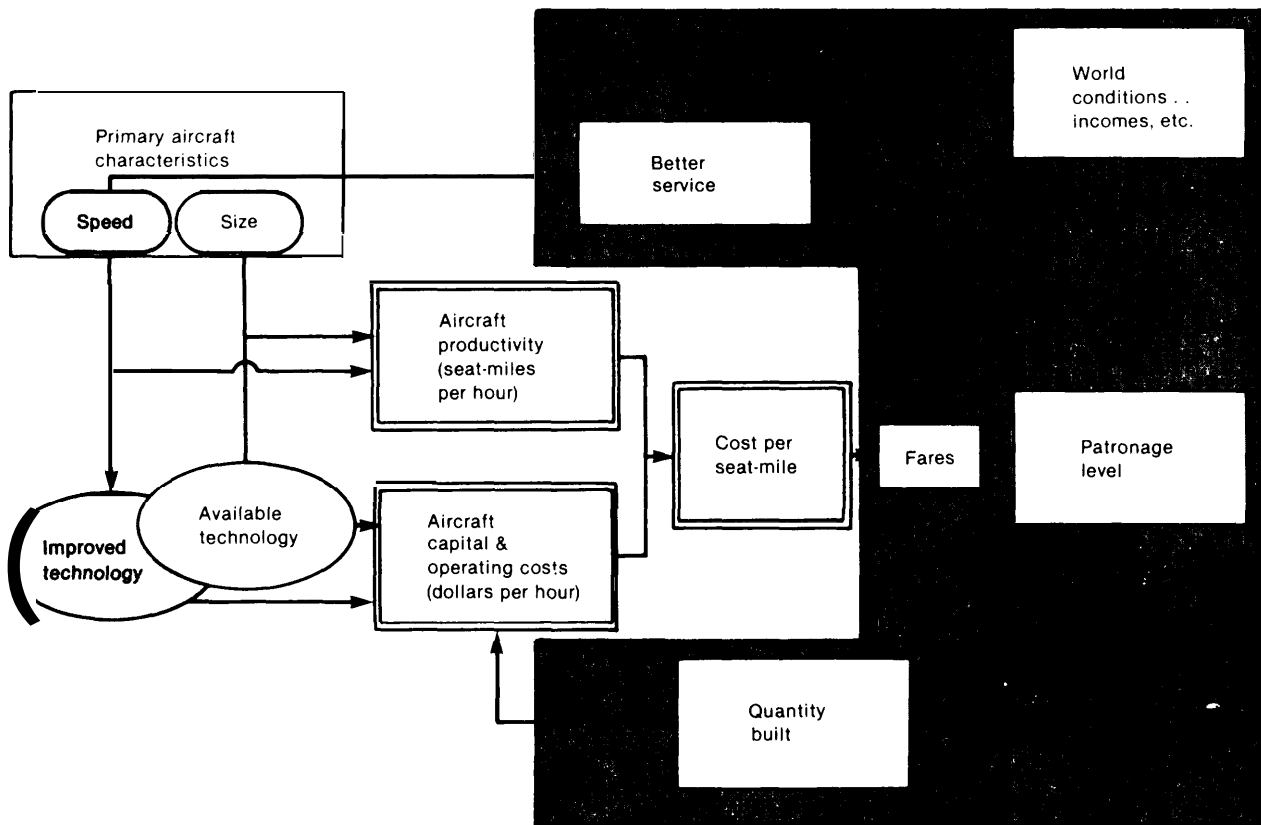 World
conditions . .
incomes, etc.
Primary aircraft
characteristics
Better
service
Speed
Size
Aircraft
productivity
(seat-miles
per hour)
Cost per
seat-mile
Fares
Patronage
level
Available
technology
Improved
technology
Aircraft
capital &
operating costs
(dollars per hour)
Quantity
built